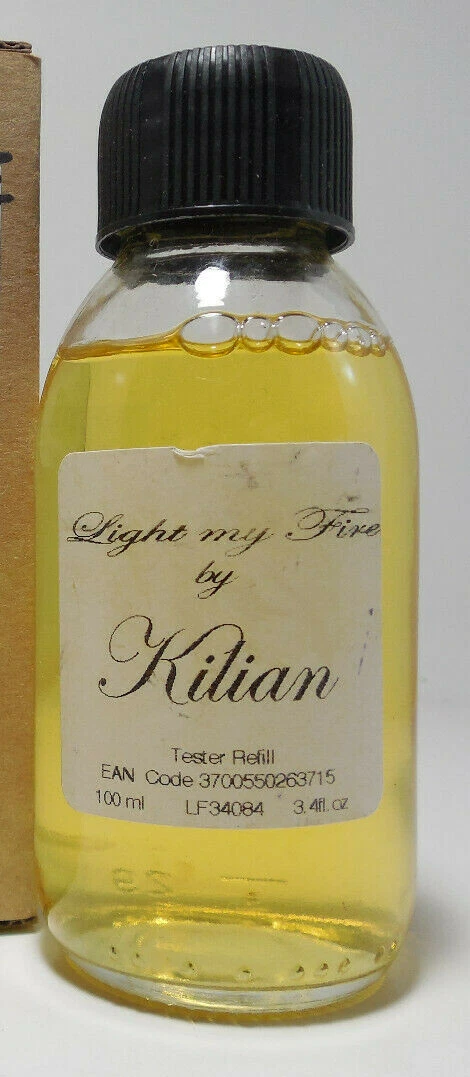 Light my Fire
by
Kilian
Tester Refill
EAN Code 3700550263715
100 ml LF34084 3.4fl. oz